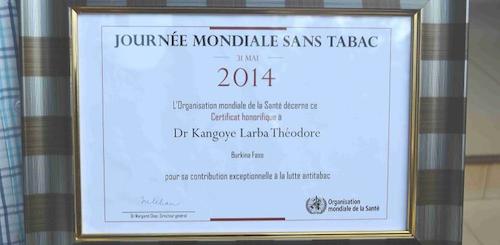 JOURNÉE MONDIALE SANS TABAC
31 MAI
2014
L'Organisation mondiale de la Santé décerne ce
Certificat honorifique à
Dr Kangoye Larba Théodore
Burkina Faso
pour sa contribution exceptionnelle à la lutte antitabac
Dr Margaret Chan, Directeur général
Organisation
mondiale de la Santé